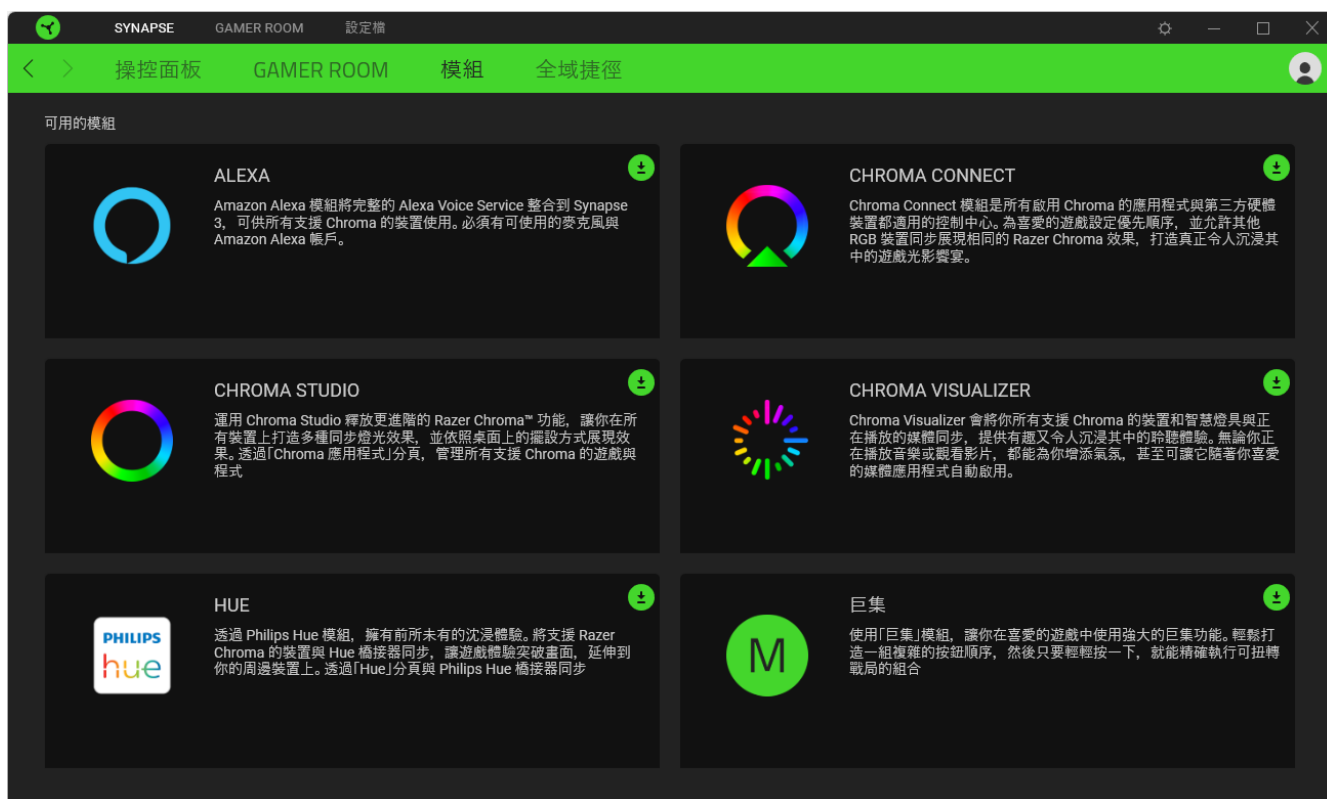 SYNAPSE GAMER ROOM 設定檔
操控面板 GAMER ROOM 模組 全域捷徑
可用的模組
ALEXA
Amazon Alexa 模組將完整的 Alexa Voice Service 整合到 Synapse
3，可供所有支援 Chroma 的裝置使用。必須有可使用的麥克風與
Amazon Alexa 帳戶。
CHROMA CONNECT
Chroma Connect 模組是所有啟用 Chroma 的應用程式與第三方硬體
裝置都適用的控制中心。為喜愛的遊戲設定優先順序，並允許其他
RGB 裝置同步展現相同的 Razer Chroma 效果，打造真正令人沉浸其
中的遊戲光影饗宴。
CHROMA STUDIO
運用 Chroma Studio 釋放更進階的 Razer Chroma™ 功能，讓你在所
有裝置上打造多種同步燈光效果，並依照桌面上的擺設方式展現效
果。透過「Chroma 應用程式」分頁，管理所有支援 Chroma 的遊戲與
程式
CHROMA VISUALIZER
Chroma Visualizer 會將你所有支援 Chroma 的裝置和智慧燈具與正
在播放的媒體同步，提供有趣又令人沉浸其中的聆聽體驗。無論你正
在播放音樂或觀看影片，都能為你增添氣氛，甚至可讓它隨著你喜愛
的媒體應用程式自動啟用。
PHILIPS
hue
HUE
透過 Philips Hue 模組，擁有前所未有的沈浸體驗。將支援 Razer
Chroma 的裝置與 Hue 橋接器同步，讓遊戲體驗突破畫面，延伸到
你的周邊裝置上。透過「Hue」分頁與 Philips Hue 橋接器同步
M
巨集
使用「巨集」模組，讓你在喜愛的遊戲中使用強大的巨集功能。輕鬆打
造一組複雜的按鈕順序，然後只要輕輕按一下，就能精確執行可扭轉
戰局的組合